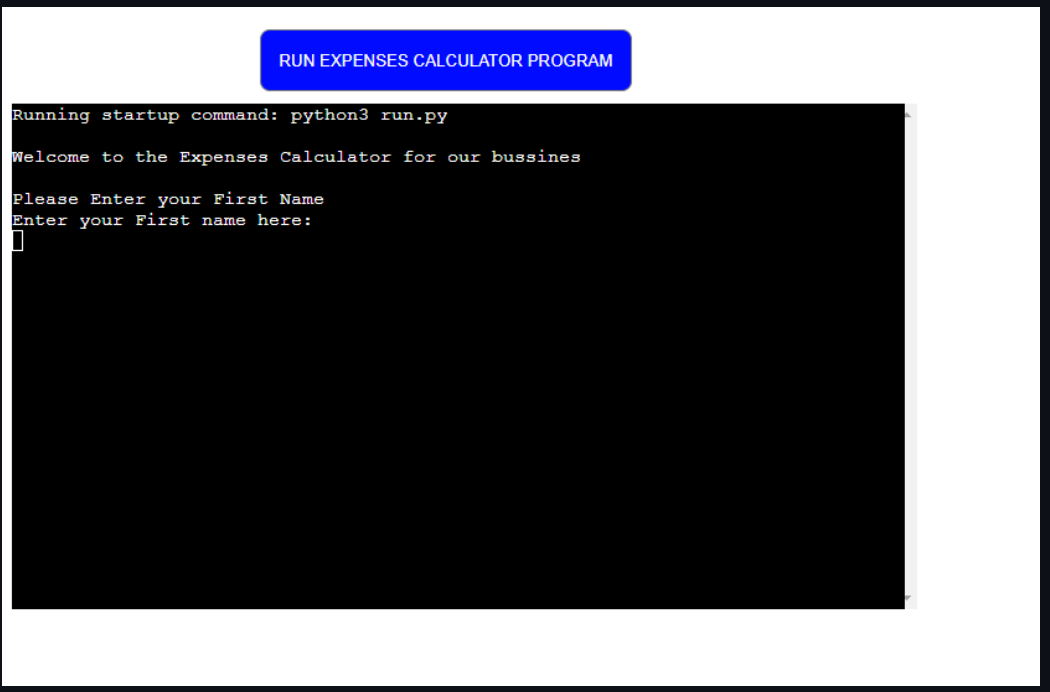 RUN EXPENSES CALCULATOR PROGRAM
Running startup command: python3 run.py
Welcome to the Expenses Calculator for our bussines
Please Enter your First Name
Enter your First name here: